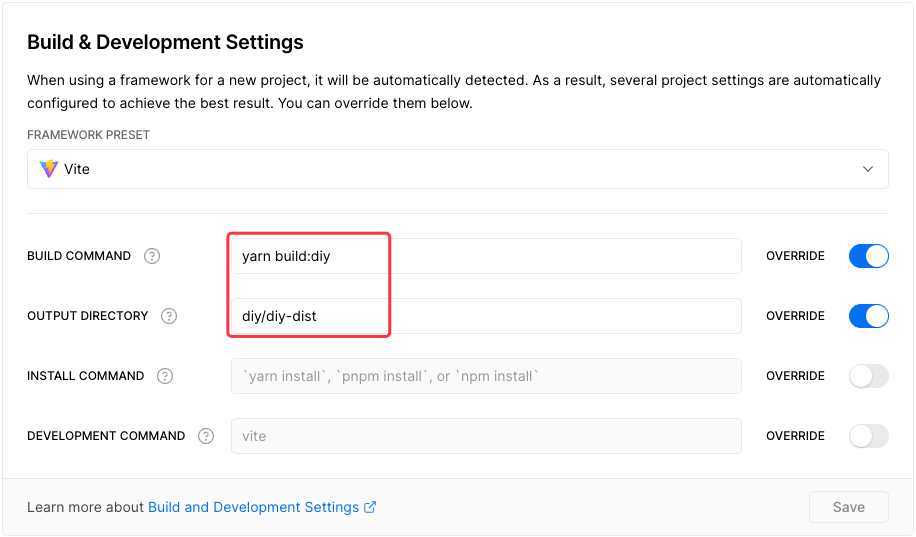 Build & Development Settings
When using a framework for a new project, it will be automatically detected. As a result, several project settings are automatically
configured to achieve the best result. You can override them below.
FRAMEWORK PRESET
Vite
BUILD COMMAND ? yarn build:diy OVERRIDE
OUTPUT DIRECTORY ? diy/diy-dist OVERRIDE
INSTALL COMMAND ? `yarn install`, `pnpm install`, or `npm install` OVERRIDE
DEVELOPMENT COMMAND ? vite OVERRIDE
Learn more about Build and Development Settings Save